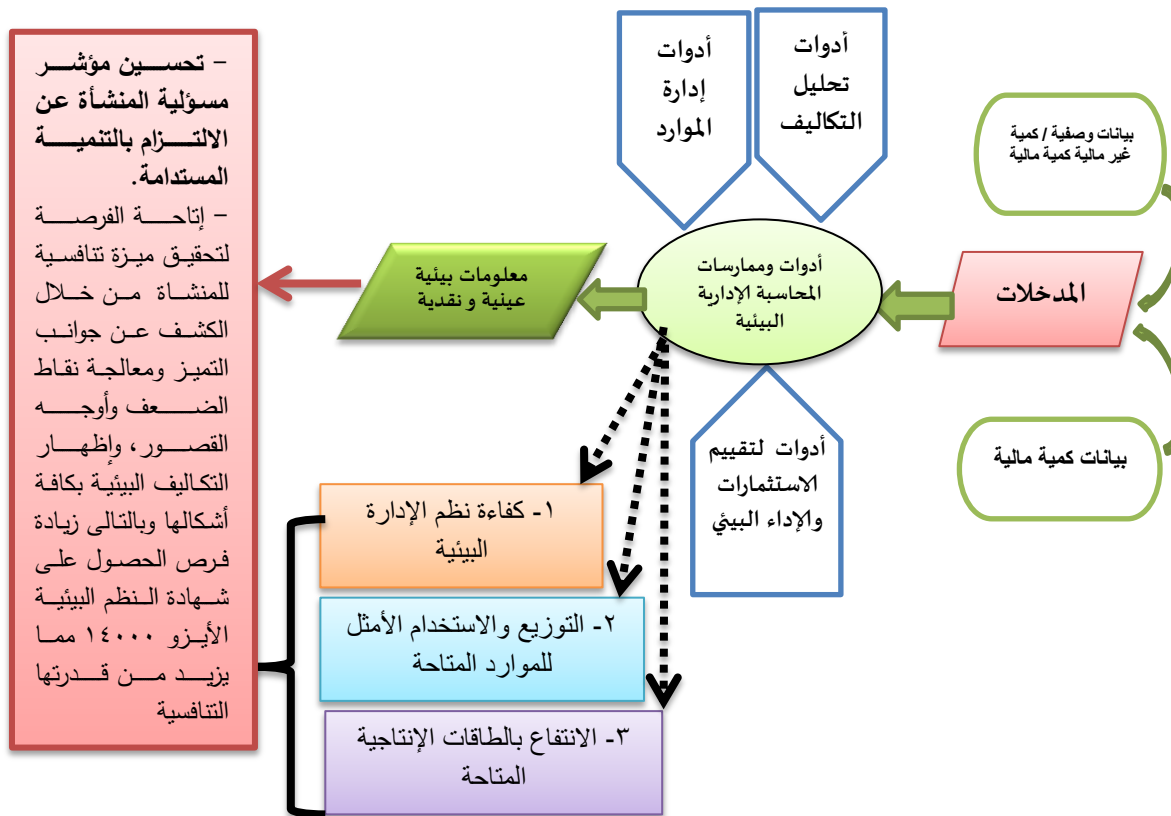 بيانات وصفية / كمية
غير مالية كمية مالية
المدخلات
بيانات كمية مالية
أدوات
تحليل
التكاليف
أدوات
إدارة
الموارد
أدوات وممارسات
المحاسبة الإدارية
البيئية
أدوات لتقييم
الاستثمارات
والإداء البيئي
معلومات بيئية
عينية و نقدية
١- كفاءة نظم الإدارة
البيئية
٢- التوزيع والاستخدام الأمثل
للموارد المتاحة
٣- الانتفاع بالطاقات الإنتاجية
المتاحة
– تحسين مؤشر
مسؤلية المنشأة عن
الالتزام بالتنمية
المستدامة.
– إتاحة الفرصة
لتحقيق ميزة تنافسية
للمنشاة من خلال
الكشف عن جوانب
التميز ومعالجة نقاط
الضعف وأوجه
القصور، وإظهار
التكاليف البيئية بكافة
أشكالها وبالتالى زيادة
فرص الحصول على
شهادة النظم البيئية
الأيزو ١٤٠٠٠ مما
يزيد من قدرتها
التنافسية